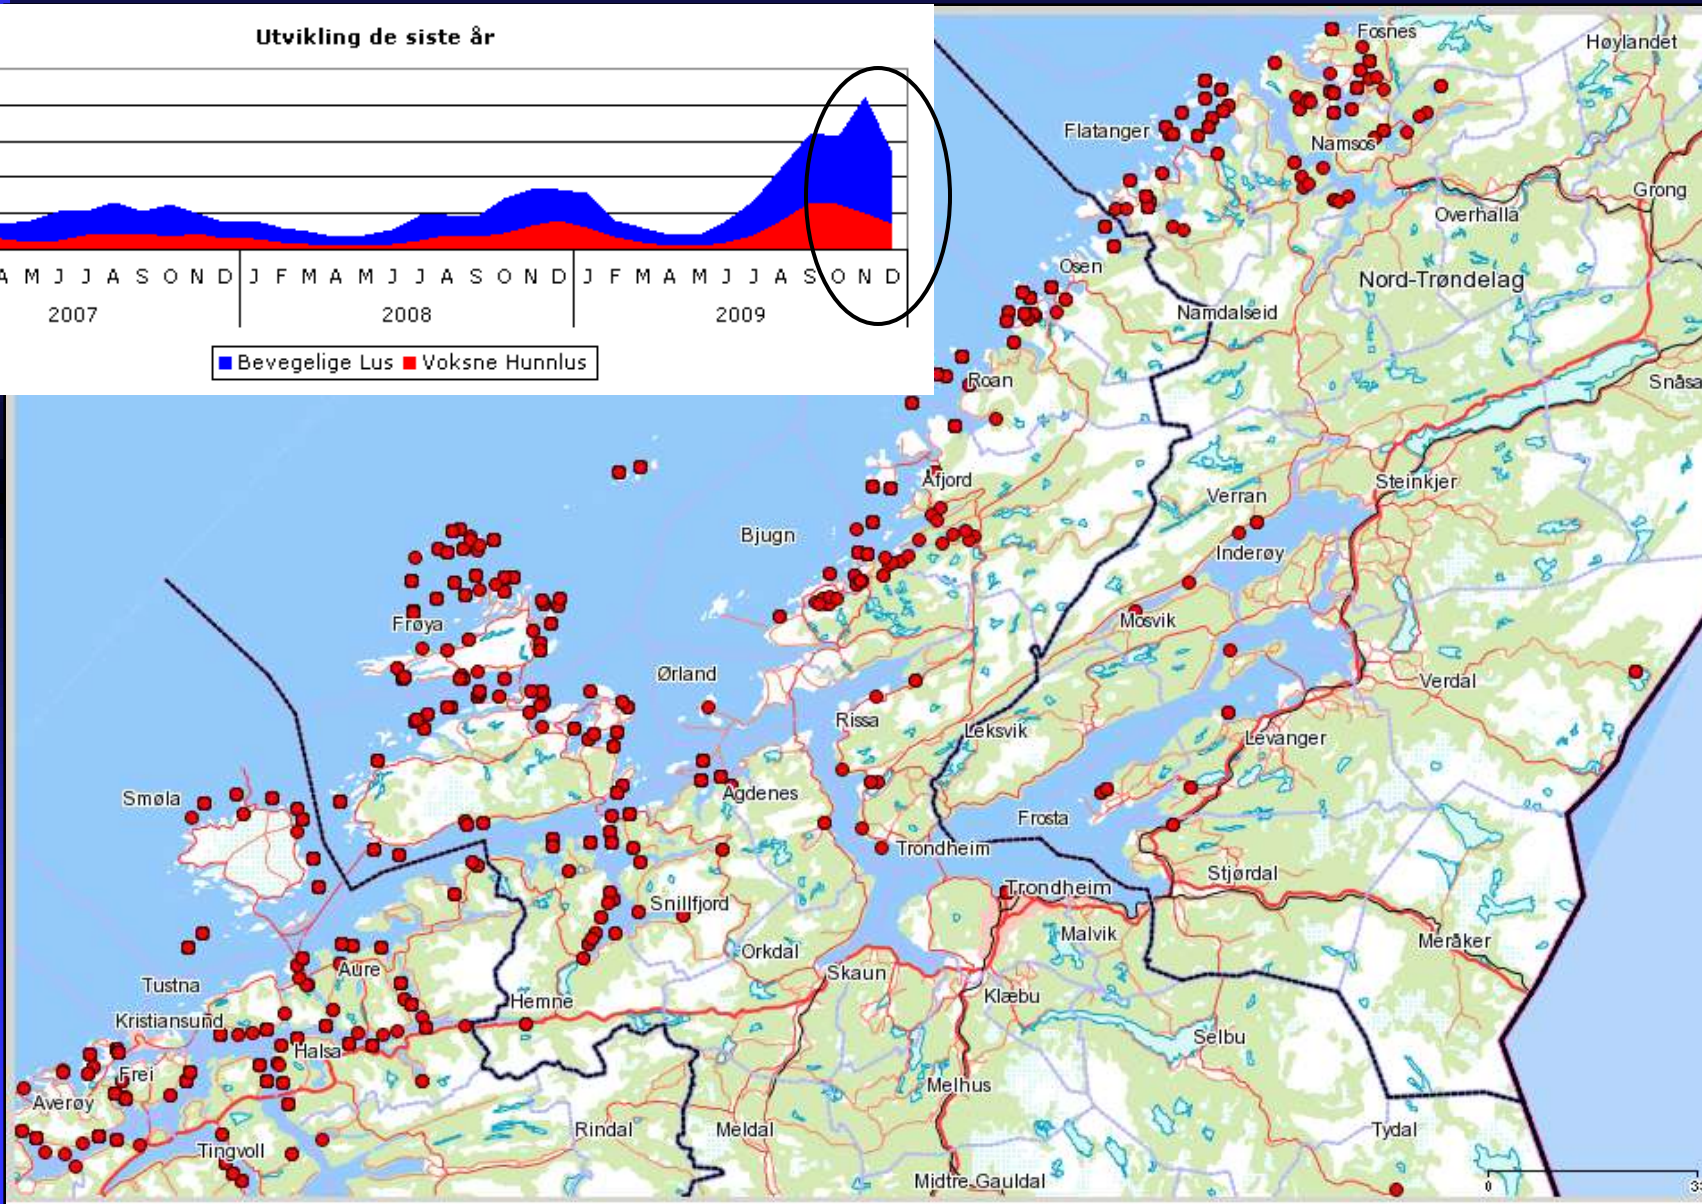 Utvikling de siste år
A M J J A S O N D J F M A M J J A S O N D J F M A M J J A S O N D
2007 2008 2009
Bevegelige Lus Voksne Hunnlus
Fosnes
Høylandet
Flatanger
Namsos
Grong
Overhalla
Osen
Nord-Trøndelag
Namdalseid
Roan
Snåsa
Åfjord
Steinkjer
Verran
Bjugn
Inderøy
Frøya
Mosvik
Ørland
Verdal
Rissa
Leksvik
Levanger
Smøla
Agdenes
Frosta
Trondheim
Stjørdal
Trondheim
Snillfjord
Malvik
Meråker
Orkdal
Aure
Skaun
Tustna
Klæbu
Hemne
Kristiansund
Selbu
Halsa
Frei
Melhus
Averøy
Rindal
Meldal
Tydal
Tingvoll
Midtre-Gauldal
0